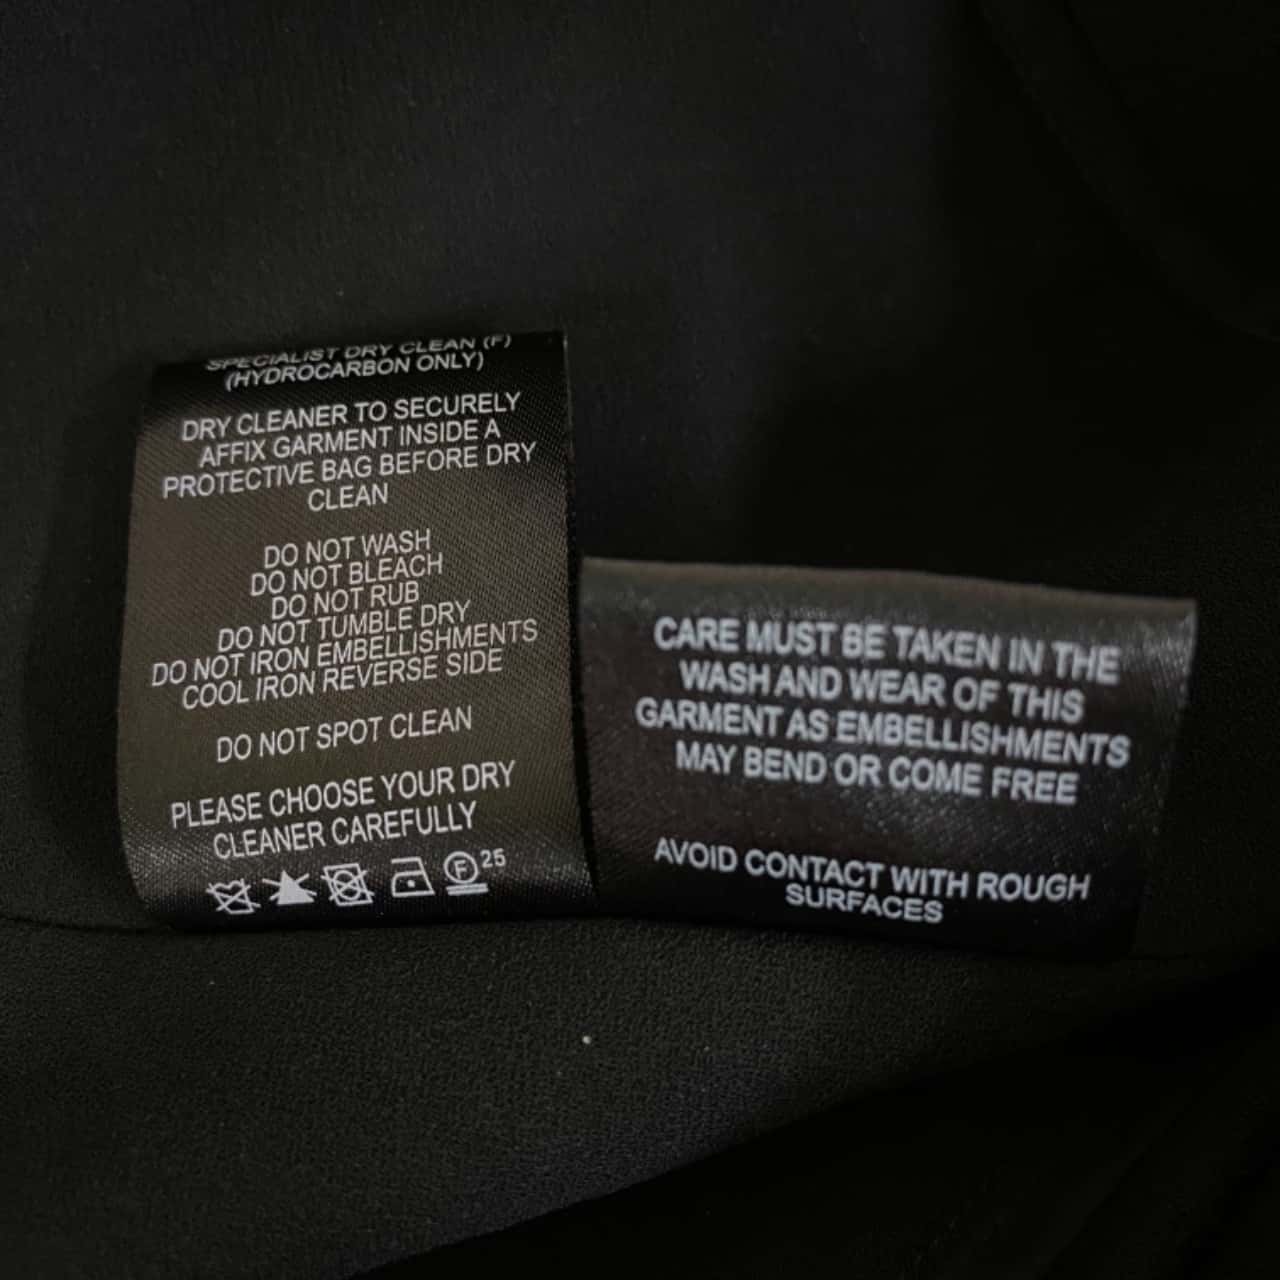 SPECIALIST DRY CLEAN (F)
(HYDROCARBON ONLY)
DRY CLEANER TO SECURELY
AFFIX GARMENT INSIDE A
PROTECTIVE BAG BEFORE DRY
CLEAN
DO NOT WASH
DO NOT BLEACH
DO NOT RUB
DO NOT TUMBLE DRY
DO NOT IRON EMBELLISHMENTS
COOL IRON REVERSE SIDE
DO NOT SPOT CLEAN
PLEASE CHOOSE YOUR DRY
CLEANER CAREFULLY
F 25
CARE MUST BE TAKEN IN THE
WASH AND WEAR OF THIS
GARMENT AS EMBELLISHMENTS
MAY BEND OR COME FREE
AVOID CONTACT WITH ROUGH
SURFACES